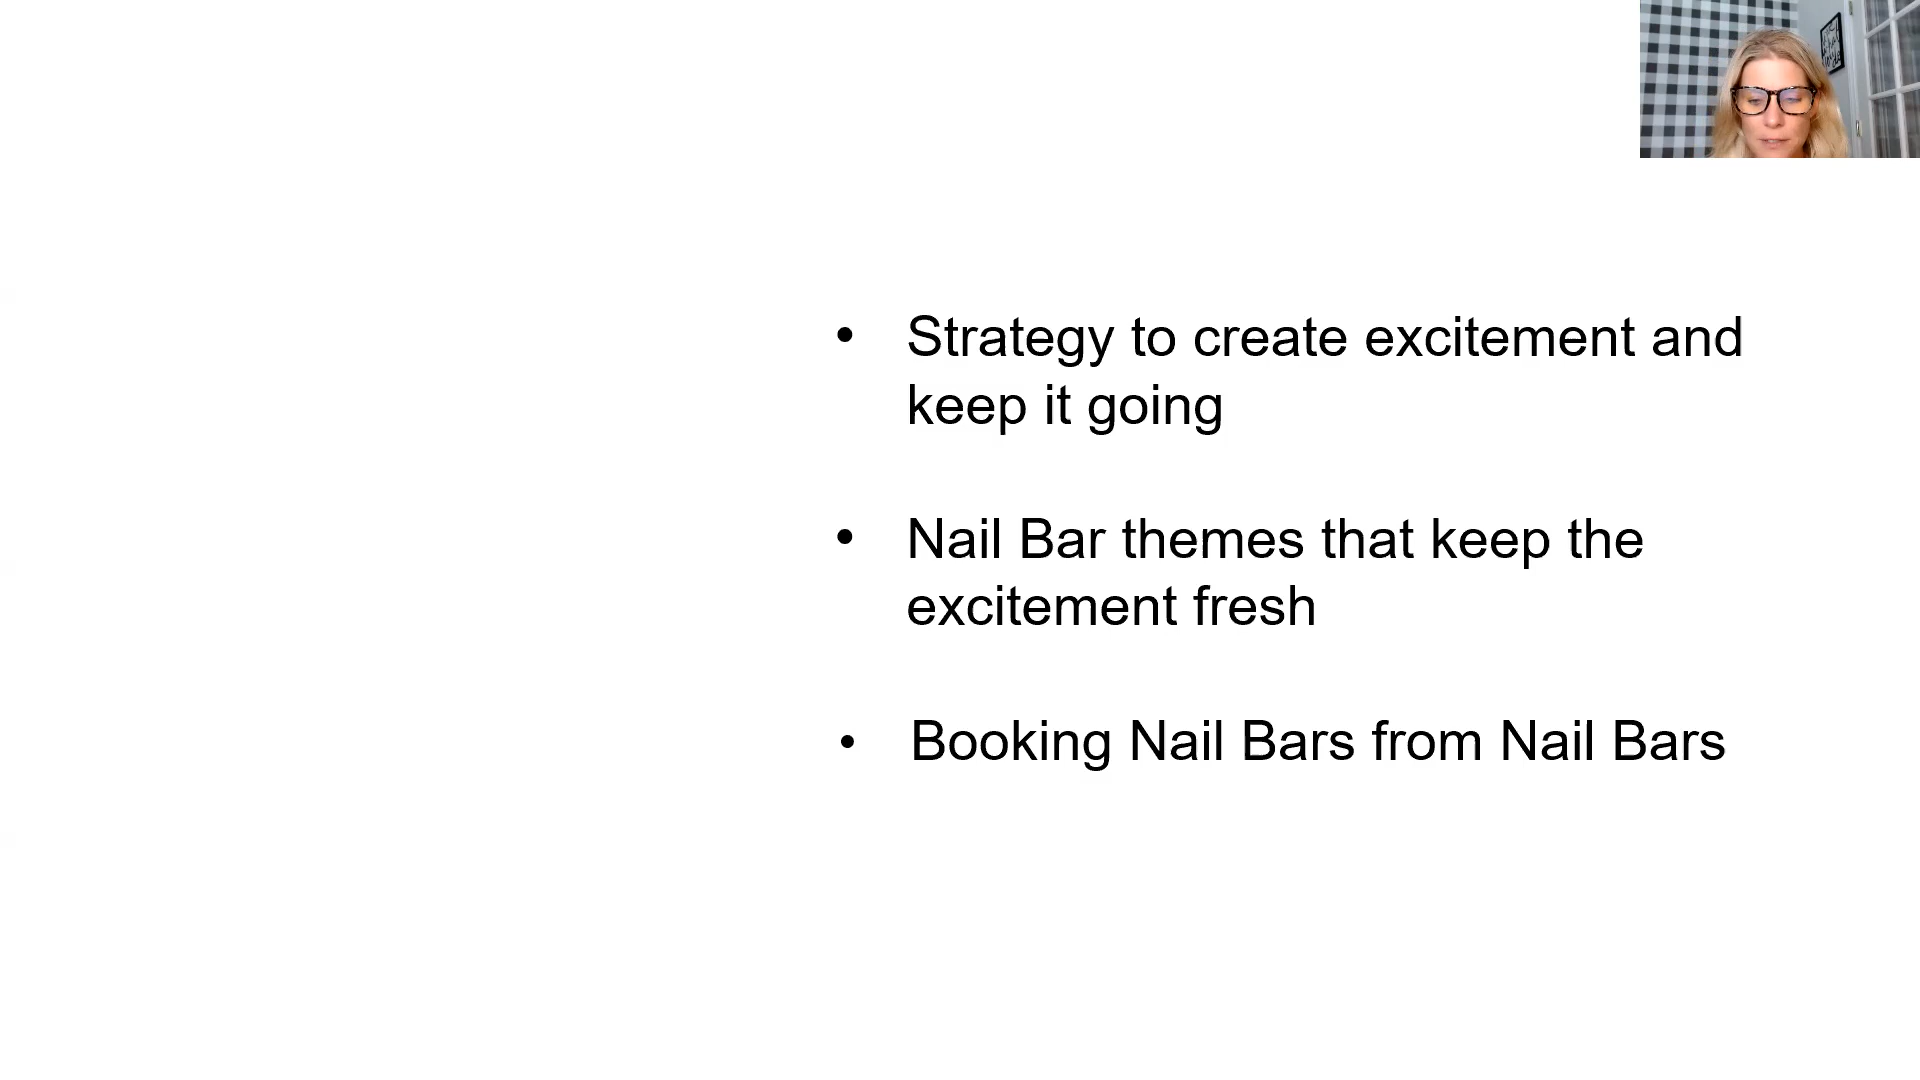 • Strategy to create excitement and
keep it going
• Nail Bar themes that keep the
excitement fresh
• Booking Nail Bars from Nail Bars